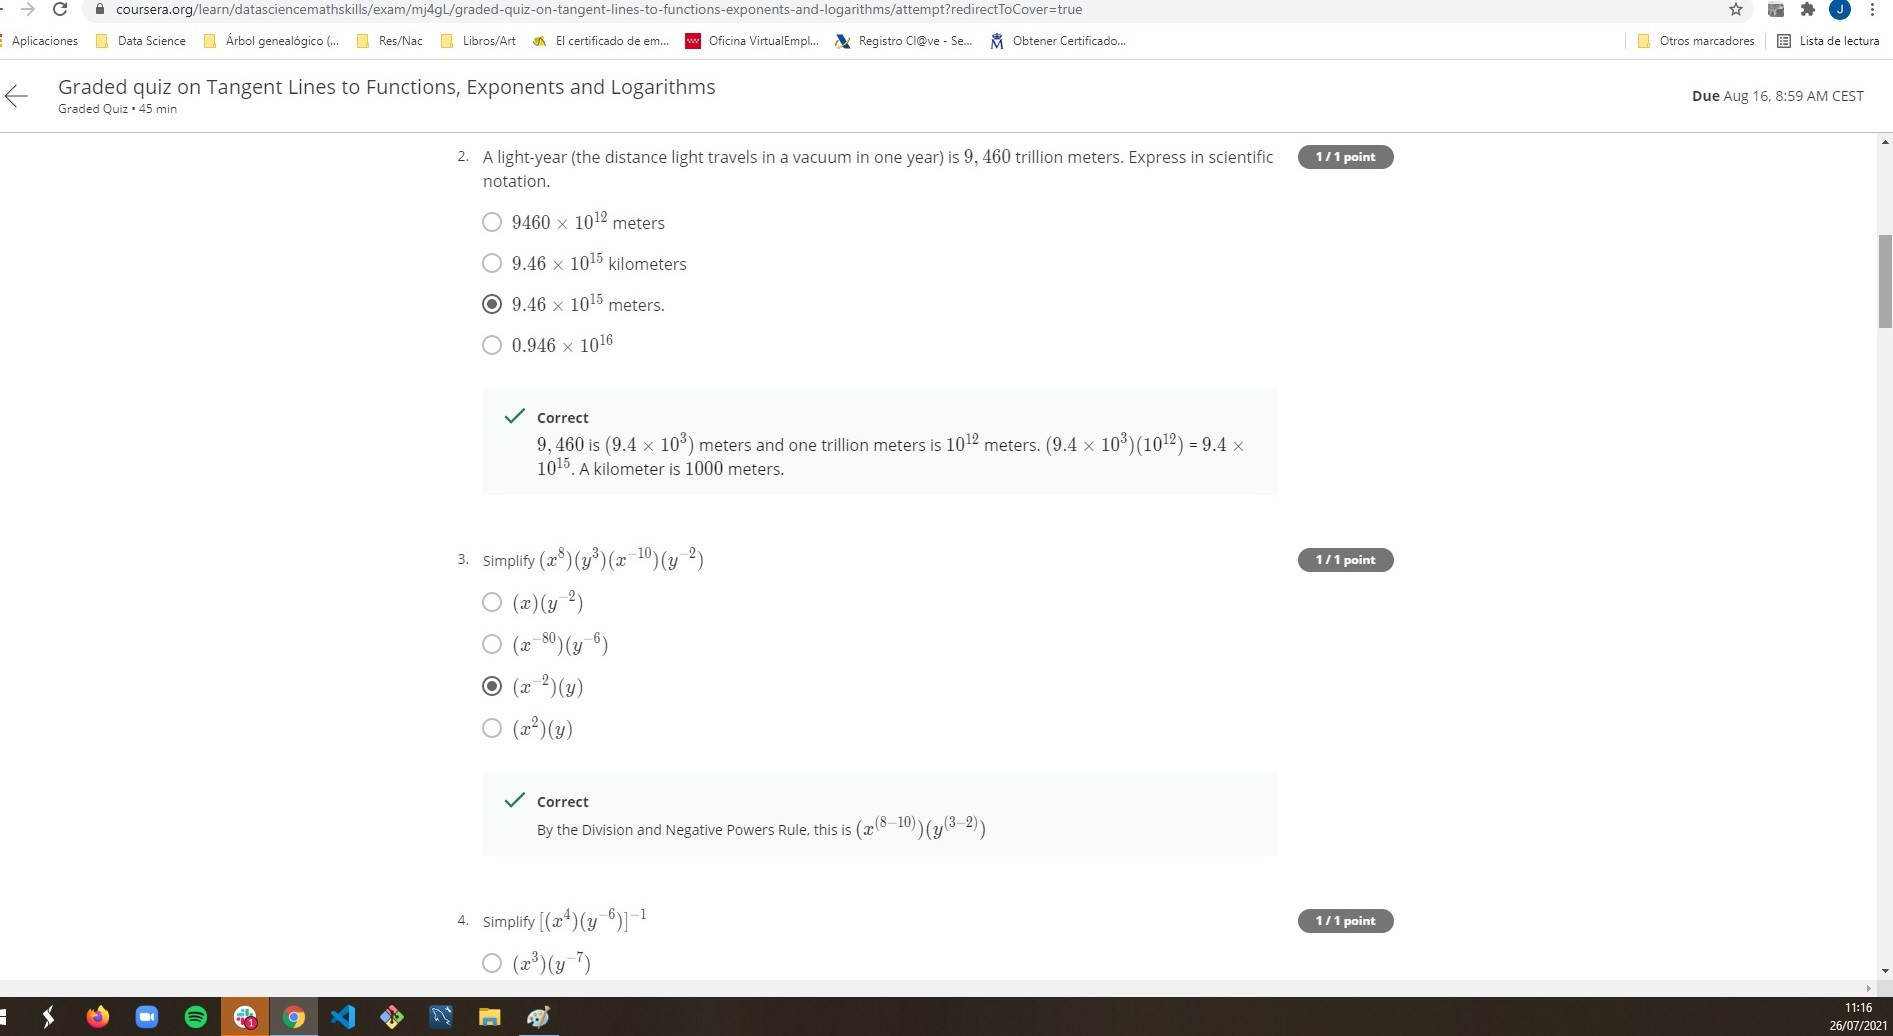 coursera.org/learn/datasciencemathskills/exam/mj4gL/graded-quiz-on-tangent-lines-to-functions-exponents-and-logarithms/attempt?redirectToCover=true
J
Aplicaciones Data Science Árbol genealógico (... Res/Nac Libros/Art El certificado de em... Oficina VirtualEmpl... Registro Cl@ve - Se... Obtener Certificado... Otros marcadores Lista de lectura
Graded quiz on Tangent Lines to Functions, Exponents and Logarithms
Graded Quiz • 45 min
Due Aug 16, 8:59 AM CEST
2. A light-year (the distance light travels in a vacuum in one year) is 9, 460 trillion meters. Express in scientific
notation.
1 / 1 point
9460 × 10^12 meters
9.46 × 10^15 kilometers
9.46 × 10^15 meters.
0.946 × 10^16
Correct
9, 460 is (9.4 × 10^3) meters and one trillion meters is 10^12 meters. (9.4 × 10^3)(10^12) = 9.4 ×
10^15. A kilometer is 1000 meters.
3. Simplify (x^8)(y^3)(x^−10)(y^−2)
1 / 1 point
(x)(y^−2)
(x^−80)(y^−6)
(x^−2)(y)
(x^2)(y)
Correct
By the Division and Negative Powers Rule, this is (x^(8−10))(y^(3−2))
4. Simplify [(x^4)(y^−6)]^−1
1 / 1 point
(x^3)(y^−7)
1
11:16
26/07/2021